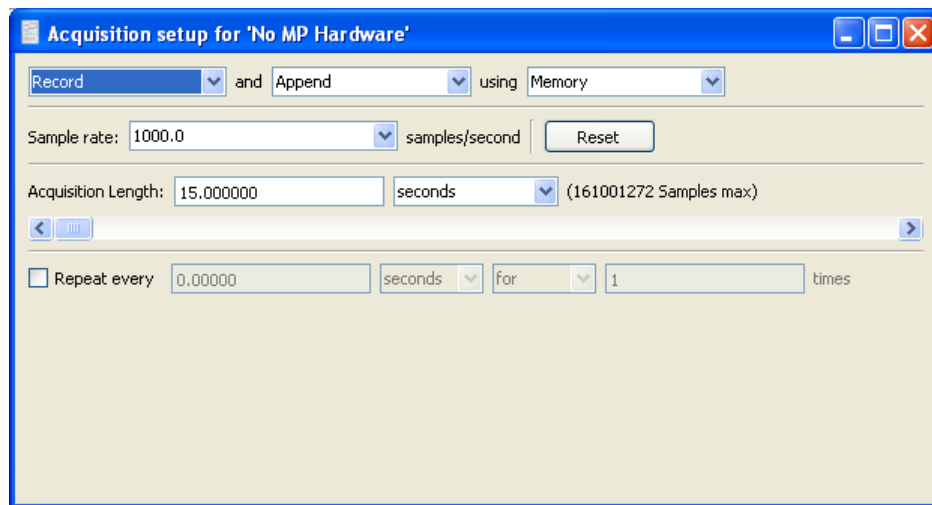 Acquisition setup for 'No MP Hardware'
Record and Append using Memory
Sample rate: 1000.0 samples/second Reset
Acquisition Length: 15.000000 seconds (161001272 Samples max)
Repeat every 0.00000 seconds for 1 times